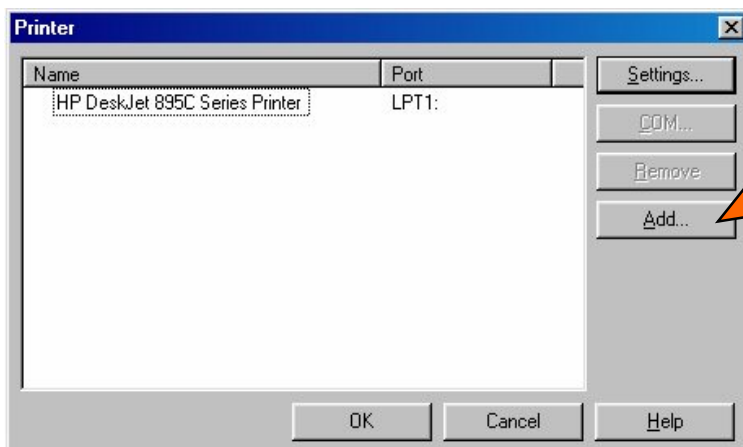 Printer
Name Port Settings...
HP DeskJet 895C Series Printer LPT1:
COM...
Remove
Add...
OK Cancel Help